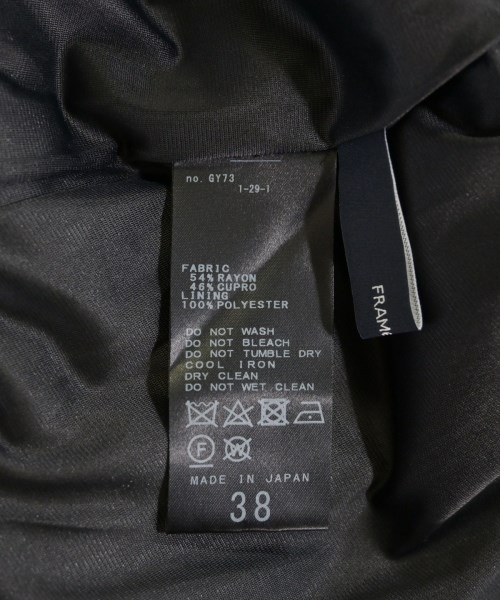 no. GY73
1-29-1
FABRIC
54% RAYON
46% CUPRO
LINING
100% POLYESTER
DO NOT WASH
DO NOT BLEACH
DO NOT TUMBLE DRY
COOL IRON
DRY CLEAN
DO NOT WET CLEAN
F W
MADE IN JAPAN
38
FRAMe